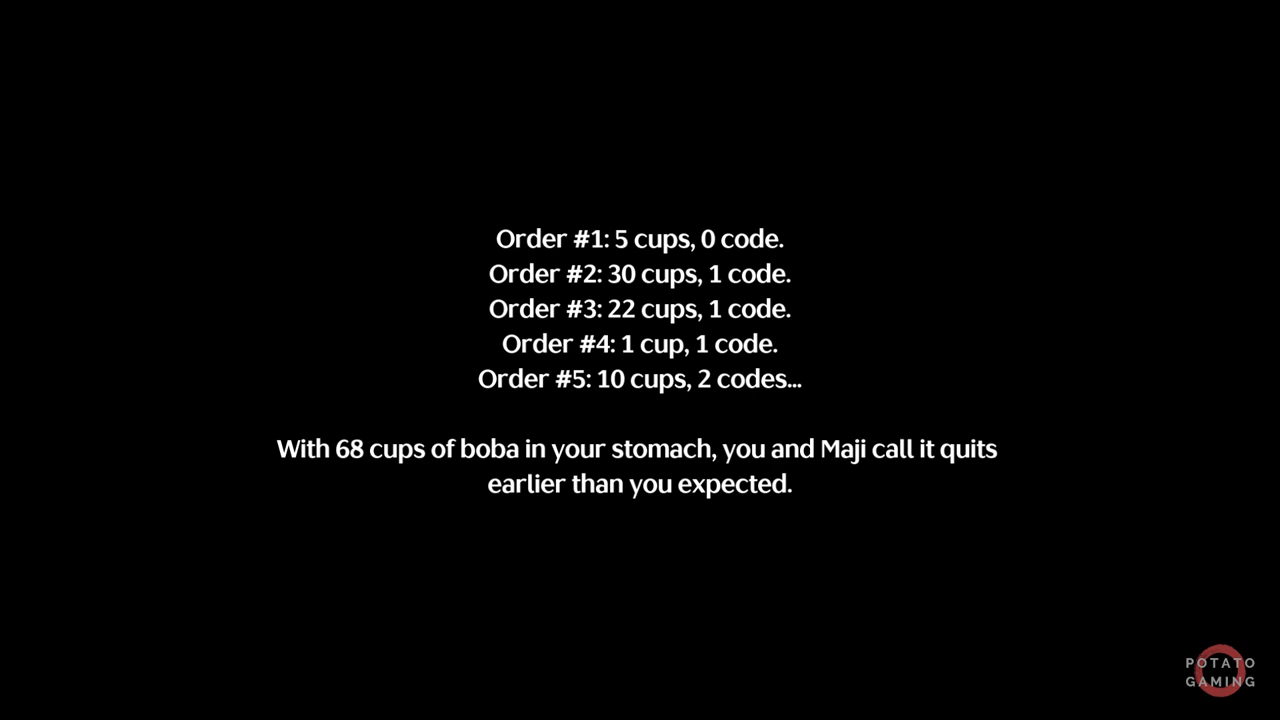 Order #1: 5 cups, 0 code.
Order #2: 30 cups, 1 code.
Order #3: 22 cups, 1 code.
Order #4: 1 cup, 1 code.
Order #5: 10 cups, 2 codes...
With 68 cups of boba in your stomach, you and Maji call it quits
earlier than you expected.
POTATO
GAMING